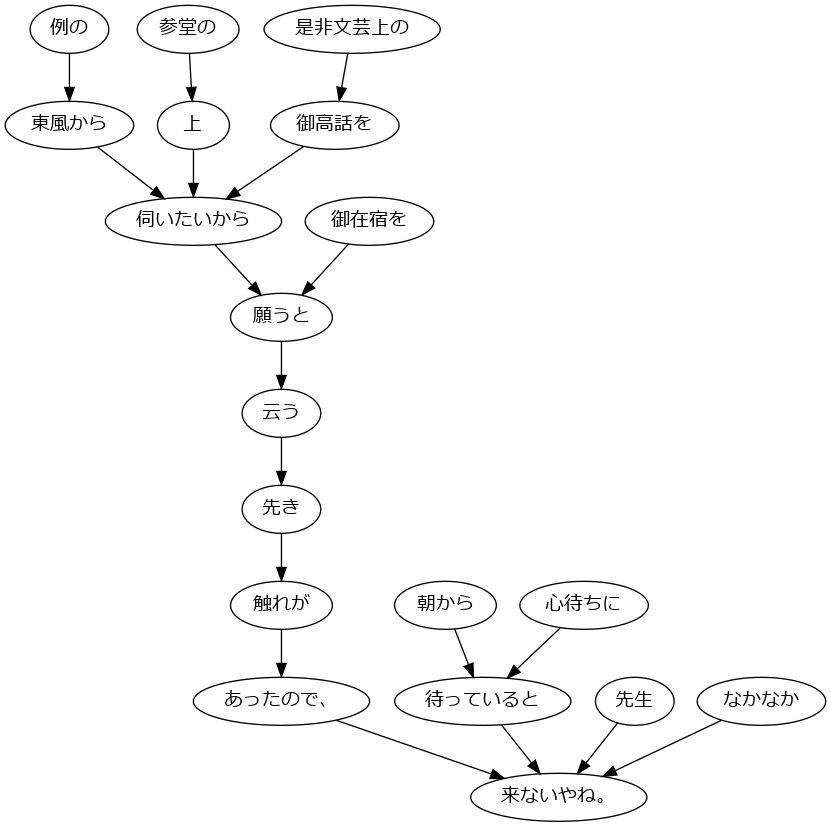 例の
参堂の
是非文芸上の
東風から
上
御高話を
伺いたいから
御在宿を
願うと
云う
先き
触れが
朝から
心待ちに
あったので、
待っていると
先生
なかなか
来ないやね。